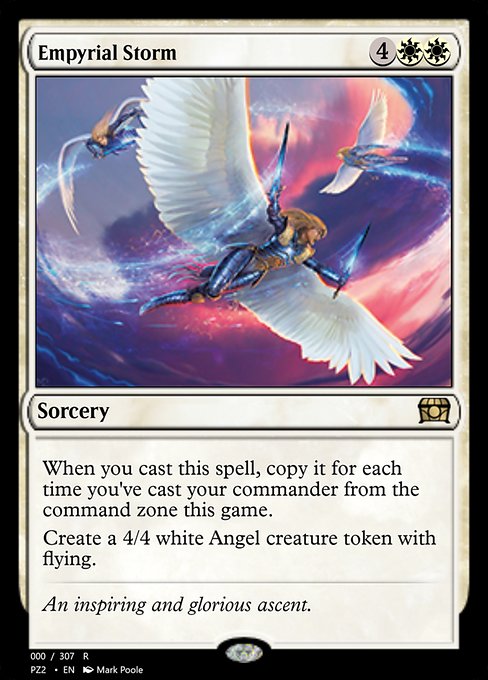 Empyrial Storm 4
Sorcery
When you cast this spell, copy it for each
time you've cast your commander from the
command zone this game.
Create a 4/4 white Angel creature token with
flying.
An inspiring and glorious ascent.
000 / 307 R
PZ2 • EN Mark Poole